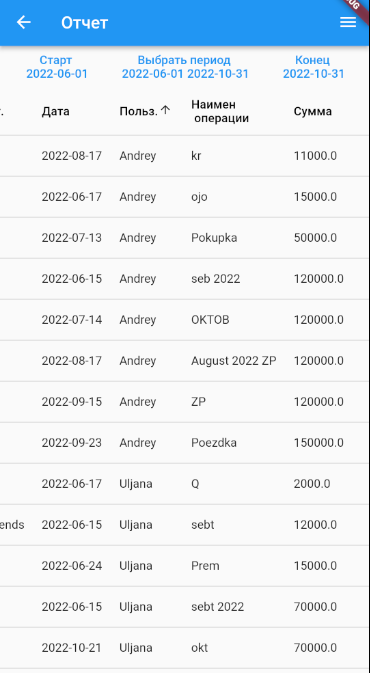 Отчет
Старт Выбрать период Конец
2022-06-01 2022-06-01 2022-10-31 2022-10-31
Дата Польз. Наимен операции Сумма
2022-08-17 Andrey kr 11000.0
2022-06-17 Andrey ojo 15000.0
2022-07-13 Andrey Pokupka 50000.0
2022-06-15 Andrey seb 2022 120000.0
2022-07-14 Andrey OKTOB 120000.0
2022-08-17 Andrey August 2022 ZP 120000.0
2022-09-15 Andrey ZP 120000.0
2022-09-23 Andrey Poezdka 150000.0
2022-06-17 Uljana Q 2000.0
ends 2022-06-15 Uljana sebt 12000.0
2022-06-24 Uljana Prem 15000.0
2022-06-15 Uljana sebt 2022 70000.0
2022-10-21 Uljana okt 70000.0